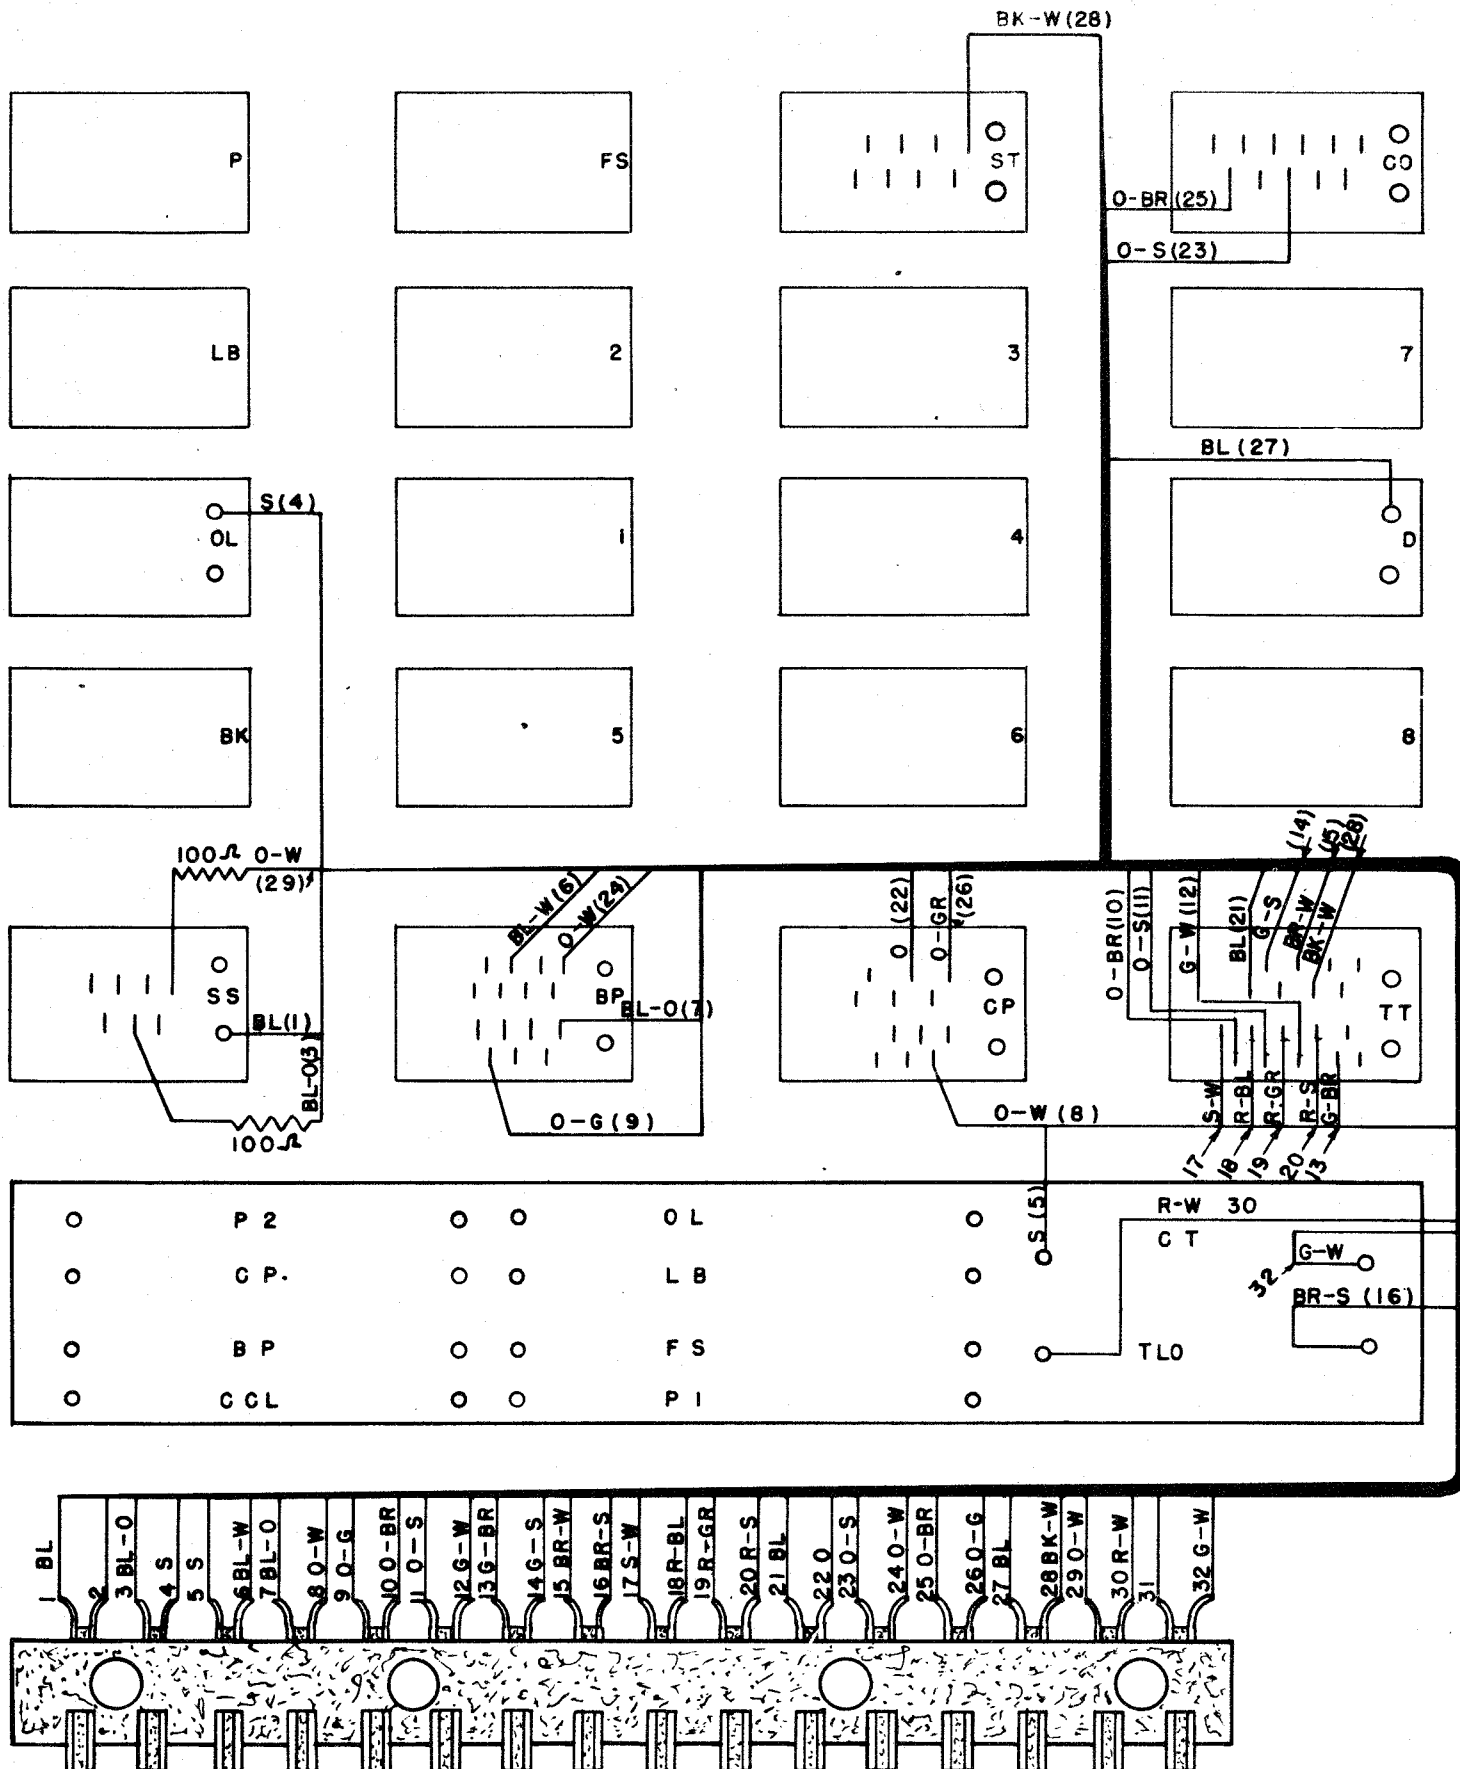 BK-W(28)
P
FS
ST
CO
O-BR(25)
O-S(23)
LB
2
3
7
BL(27)
S(4)
OL
1
4
D
BK
5
6
8
(14)
(15)
(28)
100Ω O-W
(29)
BL-W(6)
O-W(24)
O (22)
O-GR
(26)
O-BR(10)
O-S(11)
G-W(12)
BL(21)
G-S
BR-W
BK-W
SS
BP
CP
TT
BL(1)
BL-O(7)
BL-O(3)
100Ω
O-G(9)
O-W(8)
S-W
R-BL
R-GR
R-S
G-BR
17
18
19
20
13
P 2
OL
S(5)
R-W 30
CT
CP.
LB
G-W
32
BR-S (16)
BP
FS
TLO
CCL
P1
1 BL
2
3 BL-O
4 S
5 S
6 BL-W
7 BL-O
8 O-W
9 O-G
10 O-BR
11 O-S
12 G-W
13 G-BR
14 G-S
15 BR-W
16 BR-S
17 S-W
18 R-BL
19 R-GR
20 R-S
21 BL
22 O
23 O-S
24 O-W
25 O-BR
26 O-G
27 BL
28 BK-W
29 O-W
30 R-W
31
32 G-W